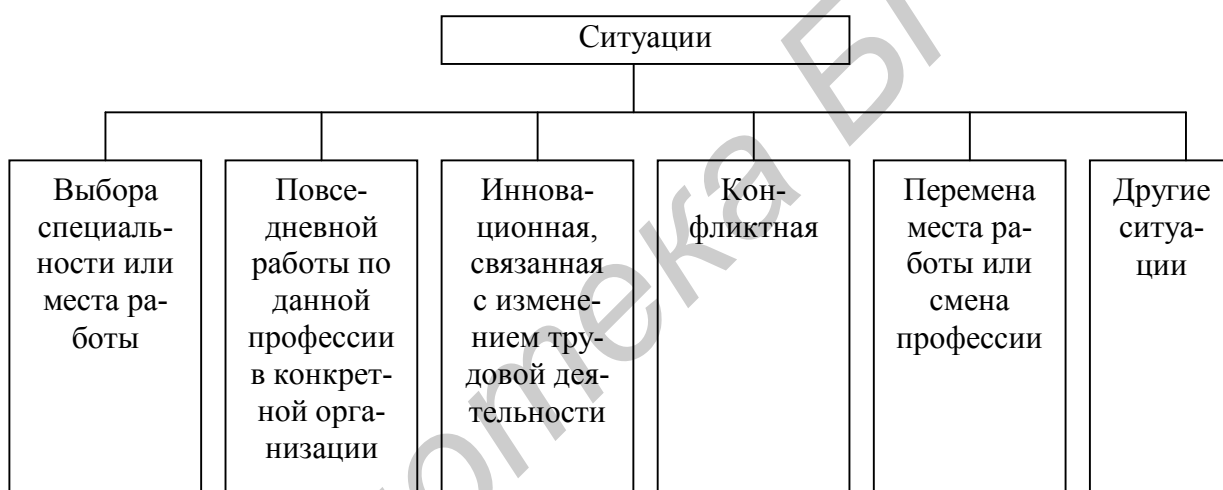 Ситуации
Выбора
специаль-
ности или
места ра-
боты
Повсе-
дневной
работы по
данной
профессии
в конкрет-
ной орга-
низации
Иннова-
ционная,
связанная
с измене-
нием тру-
довой дея-
тельности
Кон-
фликтная
Перемена
места ра-
боты или
смена
профессии
Другие
ситуа-
ции